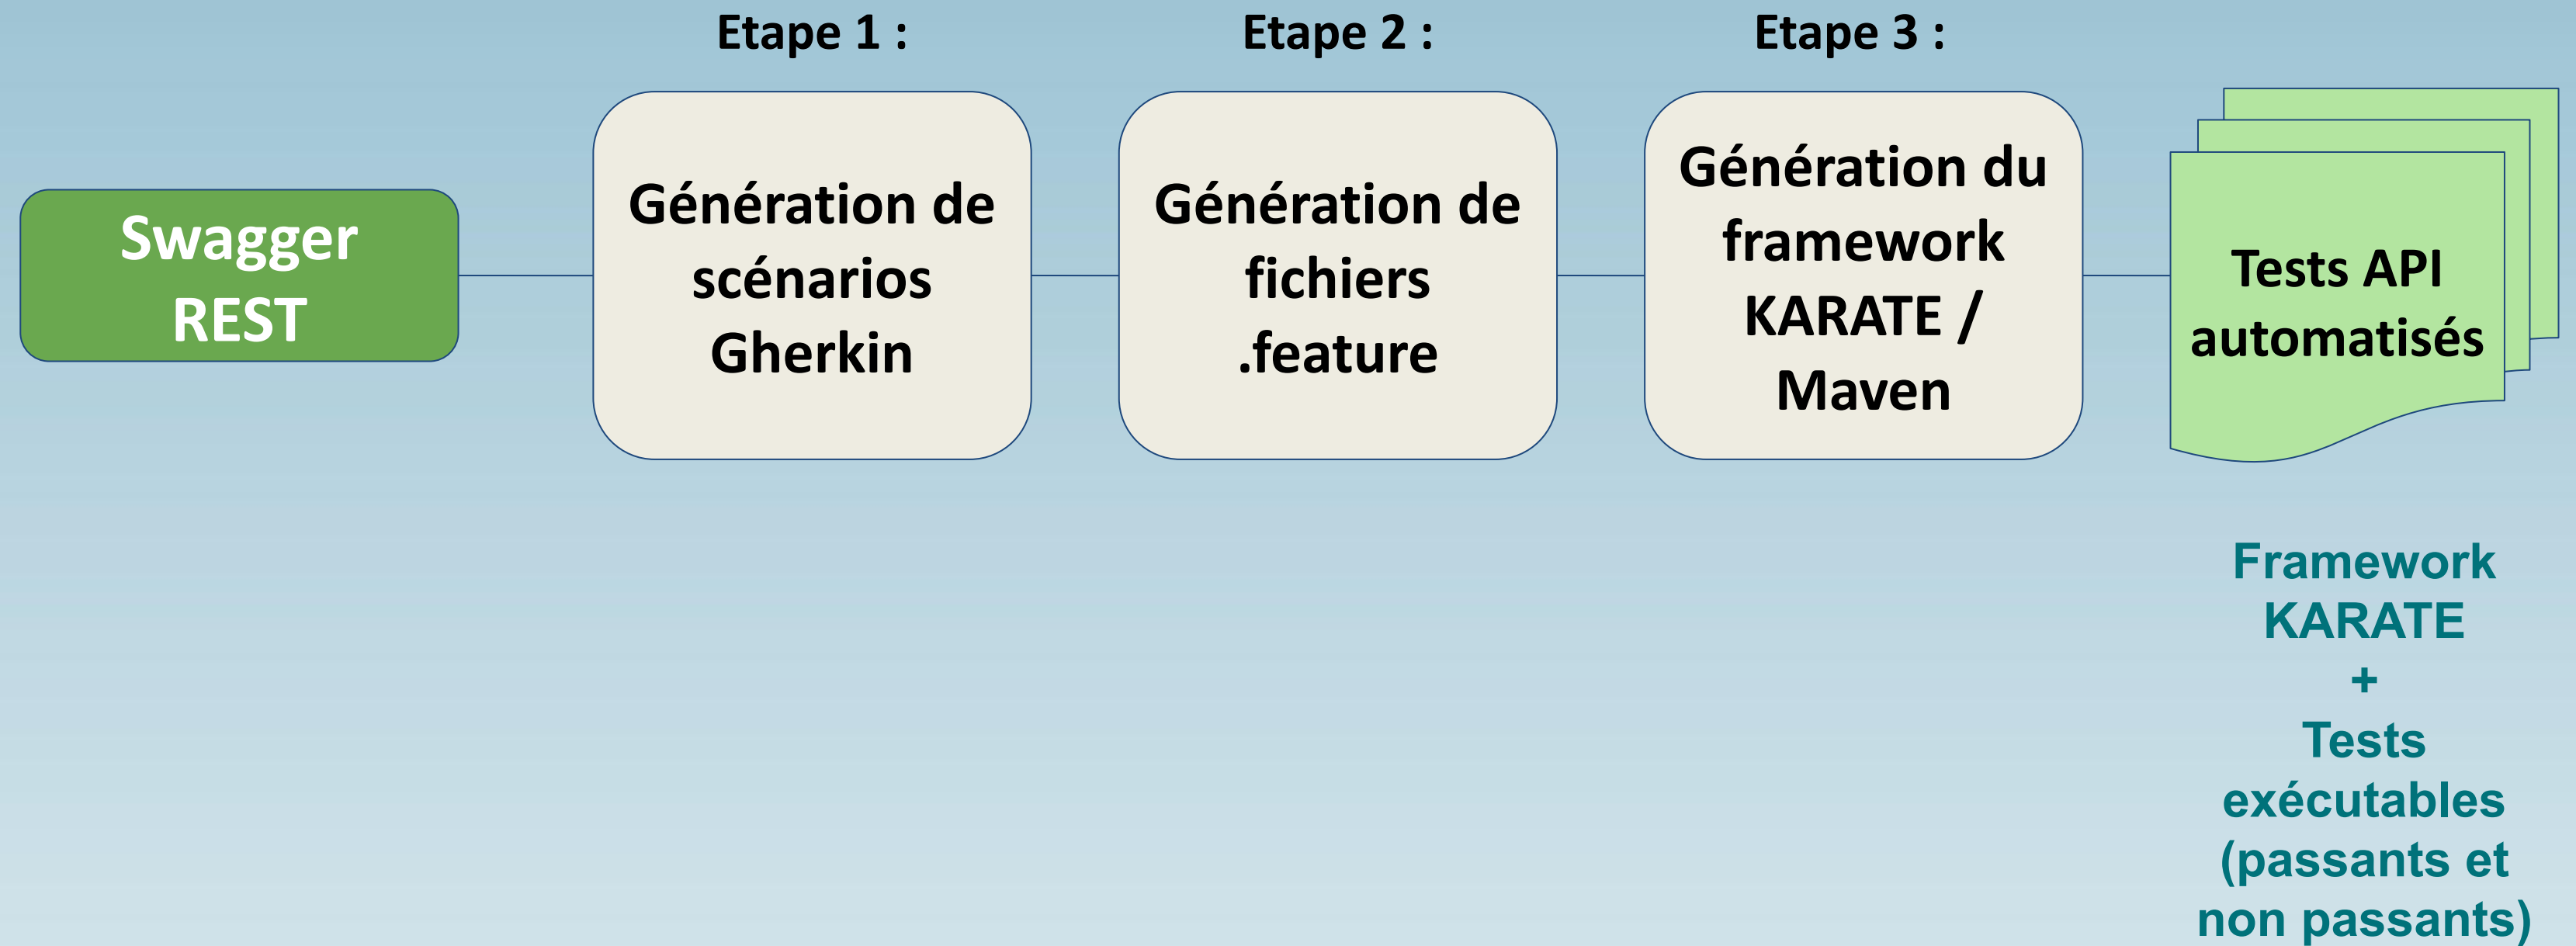 Etape 1 :
Etape 2 :
Etape 3 :
Swagger
REST
Génération de
scénarios
Gherkin
Génération de
fichiers
.feature
Génération du
framework
KARATE /
Maven
Tests API
automatisés
Framework
KARATE
+
Tests
exécutables
(passants et
non passants)